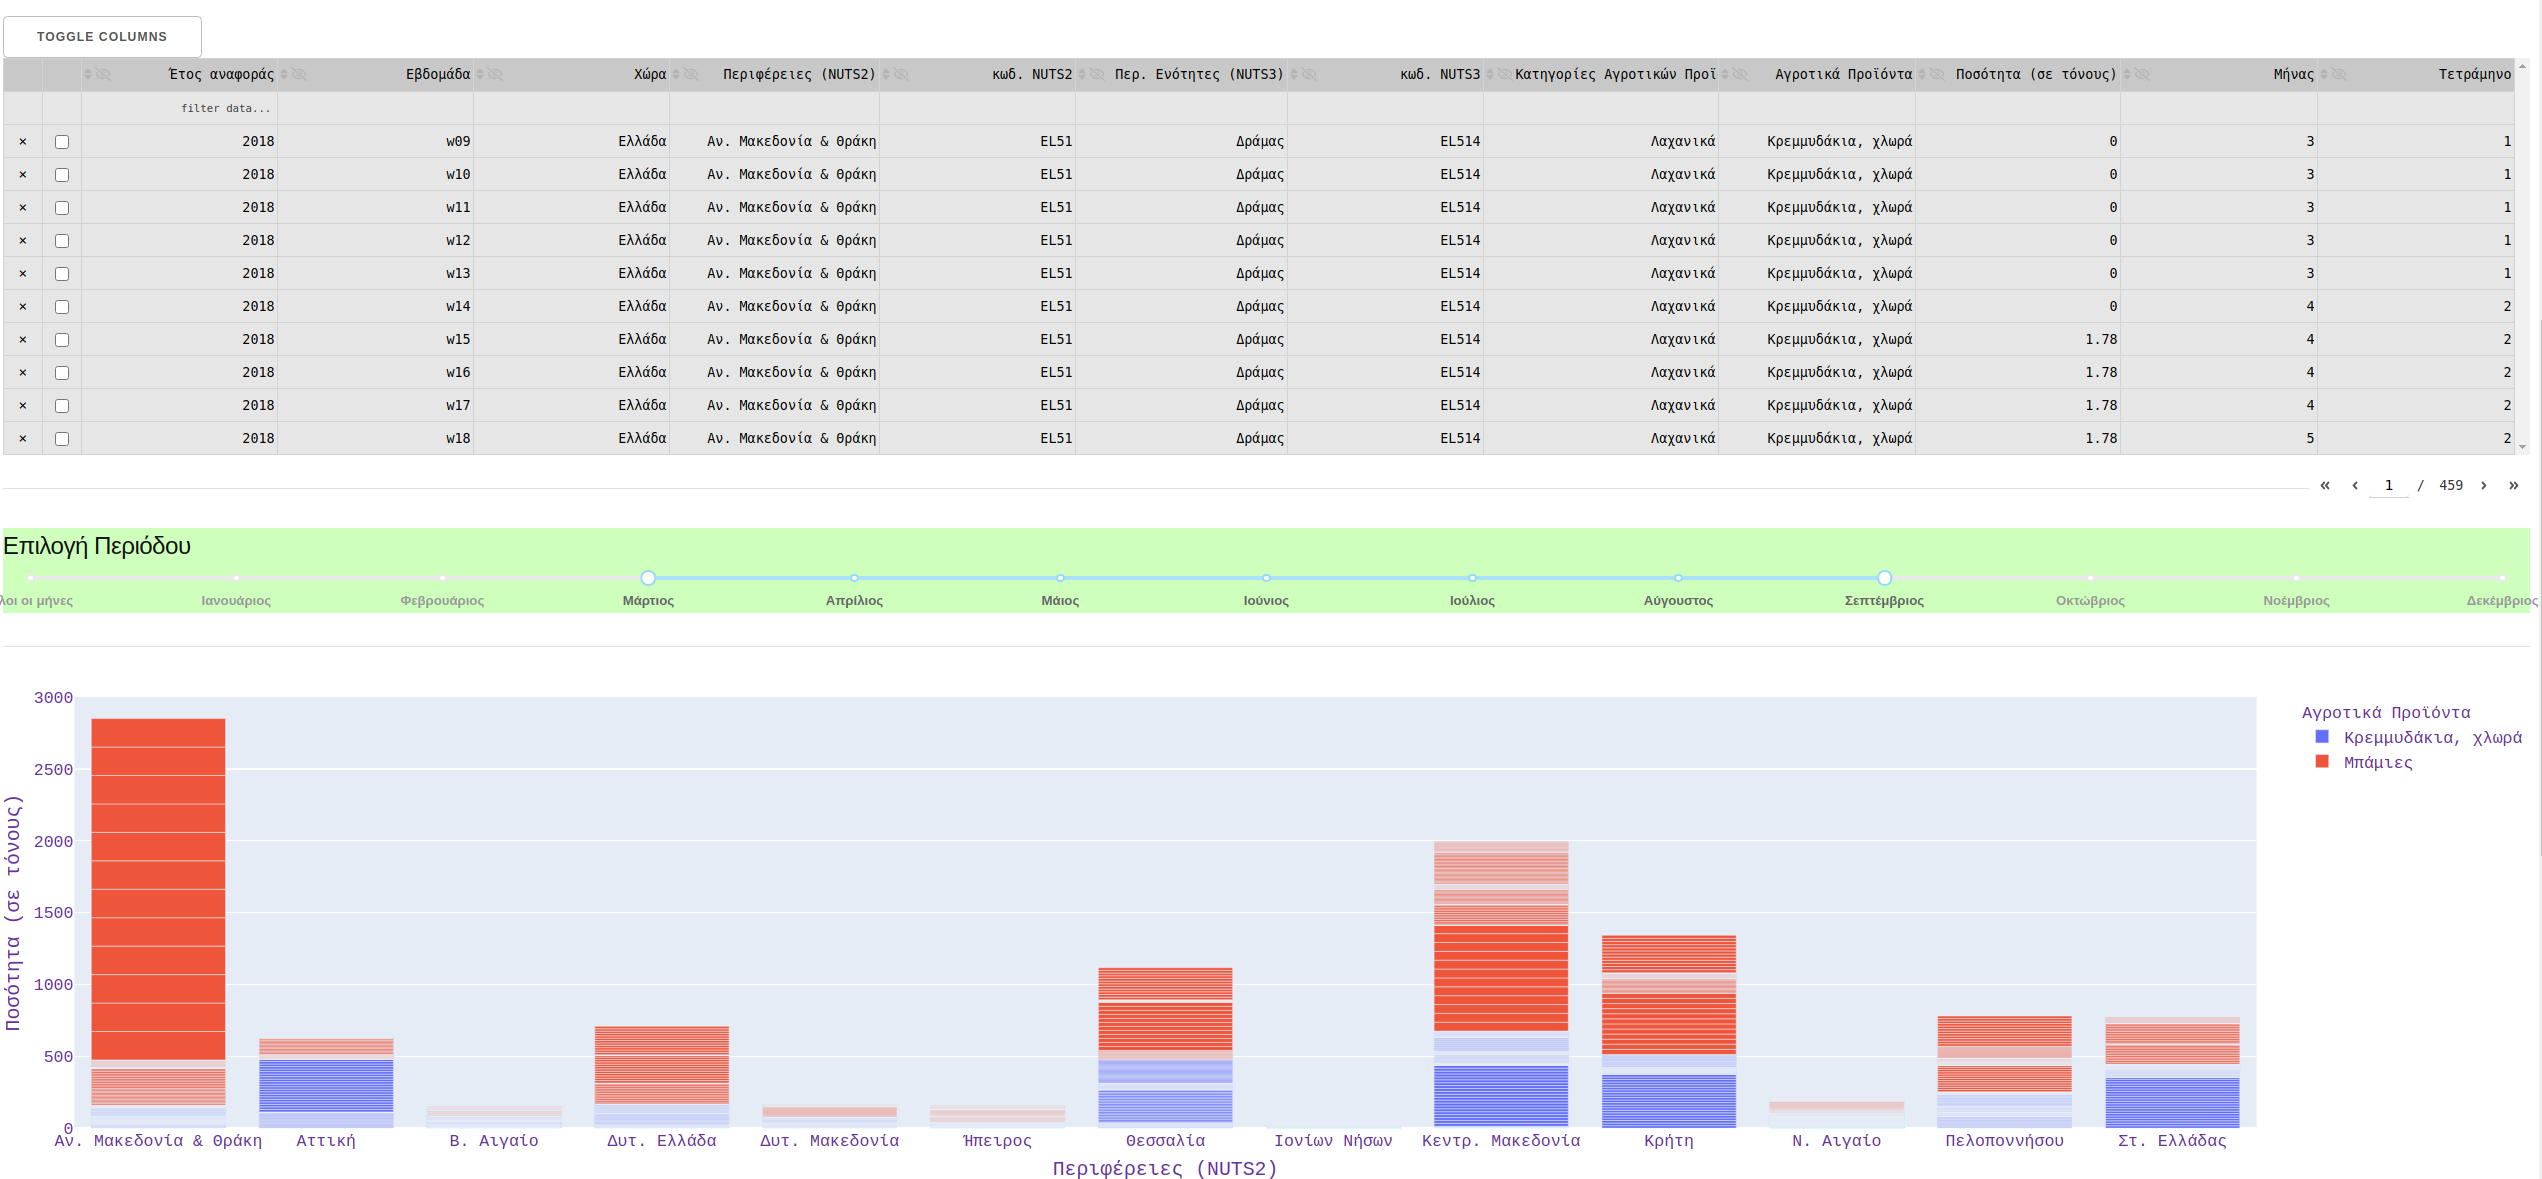 TOGGLE COLUMNS
Έτος αναφοράς Εβδομάδα Χώρα Περιφέρειες (NUTS2) κωδ. NUTS2 Περ. Ενότητες (NUTS3) κωδ. NUTS3 Κατηγορίες Αγροτικών Προϊ Αγροτικά Προϊόντα Ποσότητα (σε τόνους) Μήνας Τετράμηνο
filter data...
× 2018 w09 Ελλάδα Αν. Μακεδονία & Θράκη EL51 Δράμας EL514 Λαχανικά Κρεμμυδάκια, χλωρά 0 3 1
× 2018 w10 Ελλάδα Αν. Μακεδονία & Θράκη EL51 Δράμας EL514 Λαχανικά Κρεμμυδάκια, χλωρά 0 3 1
× 2018 w11 Ελλάδα Αν. Μακεδονία & Θράκη EL51 Δράμας EL514 Λαχανικά Κρεμμυδάκια, χλωρά 0 3 1
× 2018 w12 Ελλάδα Αν. Μακεδονία & Θράκη EL51 Δράμας EL514 Λαχανικά Κρεμμυδάκια, χλωρά 0 3 1
× 2018 w13 Ελλάδα Αν. Μακεδονία & Θράκη EL51 Δράμας EL514 Λαχανικά Κρεμμυδάκια, χλωρά 0 3 1
× 2018 w14 Ελλάδα Αν. Μακεδονία & Θράκη EL51 Δράμας EL514 Λαχανικά Κρεμμυδάκια, χλωρά 0 4 2
× 2018 w15 Ελλάδα Αν. Μακεδονία & Θράκη EL51 Δράμας EL514 Λαχανικά Κρεμμυδάκια, χλωρά 1.78 4 2
× 2018 w16 Ελλάδα Αν. Μακεδονία & Θράκη EL51 Δράμας EL514 Λαχανικά Κρεμμυδάκια, χλωρά 1.78 4 2
× 2018 w17 Ελλάδα Αν. Μακεδονία & Θράκη EL51 Δράμας EL514 Λαχανικά Κρεμμυδάκια, χλωρά 1.78 4 2
× 2018 w18 Ελλάδα Αν. Μακεδονία & Θράκη EL51 Δράμας EL514 Λαχανικά Κρεμμυδάκια, χλωρά 1.78 5 2
« ‹ 1 / 459 › »
Επιλογή Περιόδου
λοι οι μήνες Ιανουάριος Φεβρουάριος Μάρτιος Απρίλιος Μάιος Ιούνιος Ιούλιος Αύγουστος Σεπτέμβριος Οκτώβριος Νοέμβριος Δεκέμβριος
Ποσότητα (σε τόνους)
3000
2500
2000
1500
1000
500
0
Αν. Μακεδονία & Θράκη Αττική Β. Αιγαίο Δυτ. Ελλάδα Δυτ. Μακεδονία Ήπειρος Θεσσαλία Ιονίων Νήσων Κεντρ. Μακεδονία Κρήτη Ν. Αιγαίο Πελοποννήσου Στ. Ελλάδας
Περιφέρειες (NUTS2)
Αγροτικά Προϊόντα
Κρεμμυδάκια, χλωρά
Μπάμιες